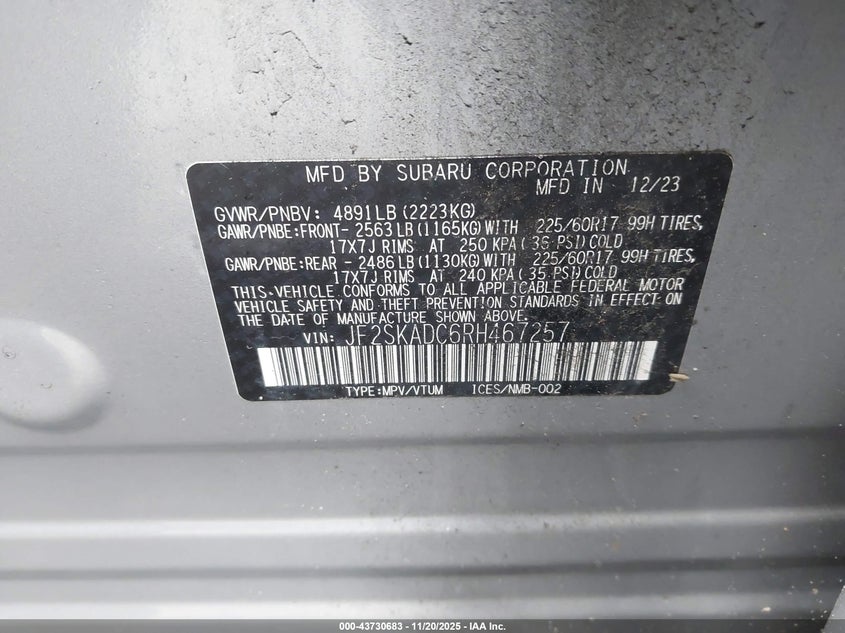 MFD BY SUBARU CORPORATION
MFD IN 12/23
GVWR/PNBV: 4891LB(2223KG)
GAWR/PNBE:FRONT- 2563LB(1165KG)WITH 225/60R17 99H TIRES,
17X7J RIMS AT 250 KPA(36 PSI)COLD
GAWR/PNBE:REAR - 2486LB(1130KG)WITH 225/60R17 99H TIRES,
17X7J RIMS AT 240 KPA(35 PSI)COLD
THIS VEHICLE CONFORMS TO ALL APPLICABLE FEDERAL MOTOR
VEHICLE SAFETY AND THEFT PREVENTION STANDARDS IN EFFECT ON
THE DATE OF MANUFACTURE SHOWN ABOVE.
VIN: JF2SKADC6RH467257
TYPE:MPV/VTUM ICES/NMB-002
000-43730683 - 11/20/2025 - IAA Inc.